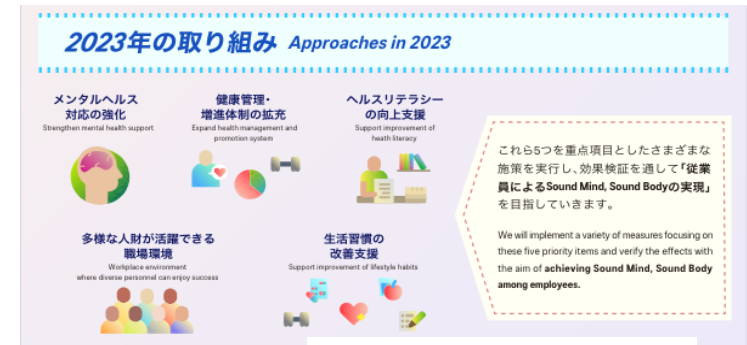 2023年の取り組み Approaches in 2023
メンタルヘルス
対応の強化
Strengthen mental health support
健康管理・
増進体制の拡充
Expand health management and
promotion system
ヘルスリテラシー
の向上支援
Support improvement of
heath literacy
多様な人財が活躍できる
職場環境
Workplace environment
where diverse personnel can enjoy success
生活習慣の
改善支援
Support improvement of lifestyle habits
これら5つを重点項目としたさまざまな
施策を実行し、効果検証を通して「従業
員によるSound Mind, Sound Bodyの実現」
を目指していきます。
We will implement a variety of measures focusing on
these five priority items and verify the effects with
the aim of achieving Sound Mind, Sound Body
among employees.